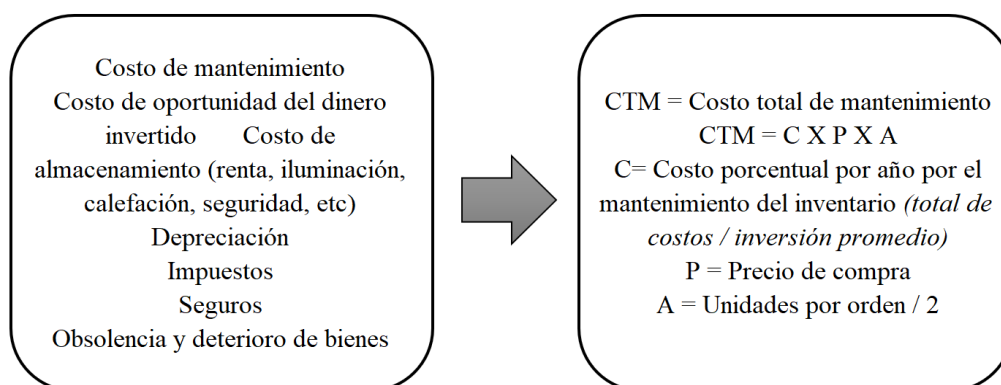 Costo de mantenimiento
Costo de oportunidad del dinero
invertido Costo de
almacenamiento (renta, iluminación,
calefación, seguridad, etc)
Depreciación
Impuestos
Seguros
Obsolencia y deterioro de bienes
CTM = Costo total de mantenimiento
CTM = C X P X A
C= Costo porcentual por año por el
mantenimiento del inventario (total de
costos / inversión promedio)
P = Precio de compra
A = Unidades por orden / 2